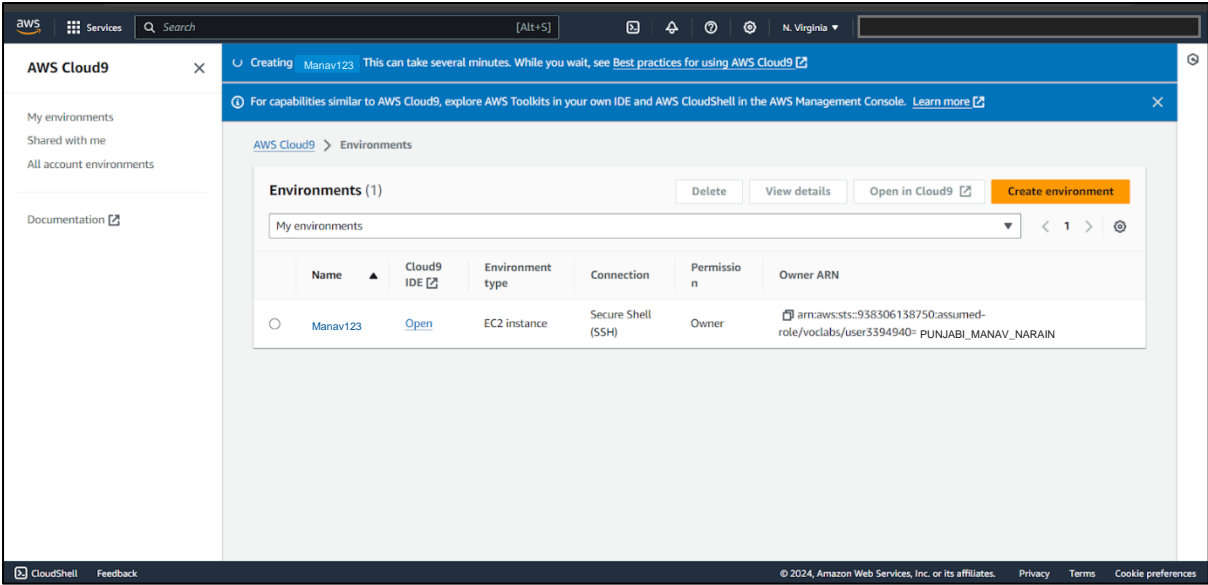 aws Services Search [Alt+S] N. Virginia
AWS Cloud9
My environments
Shared with me
All account environments
Documentation
Creating Manav123 This can take several minutes. While you wait, see Best practices for using AWS Cloud9
For capabilities similar to AWS Cloud9, explore AWS Toolkits in your own IDE and AWS CloudShell in the AWS Management Console. Learn more
AWS Cloud9 > Environments
Environments (1) Delete View details Open in Cloud9 Create environment
My environments 1
Name Cloud9 IDE Environment type Connection Permissio n Owner ARN
Manav123 Open EC2 instance Secure Shell (SSH) Owner arn:aws:sts::938306138750:assumed-
role/voclabs/user3394940= PUNJABI_MANAV_NARAIN
CloudShell Feedback © 2024, Amazon Web Services, Inc. or its affiliates. Privacy Terms Cookie preferences